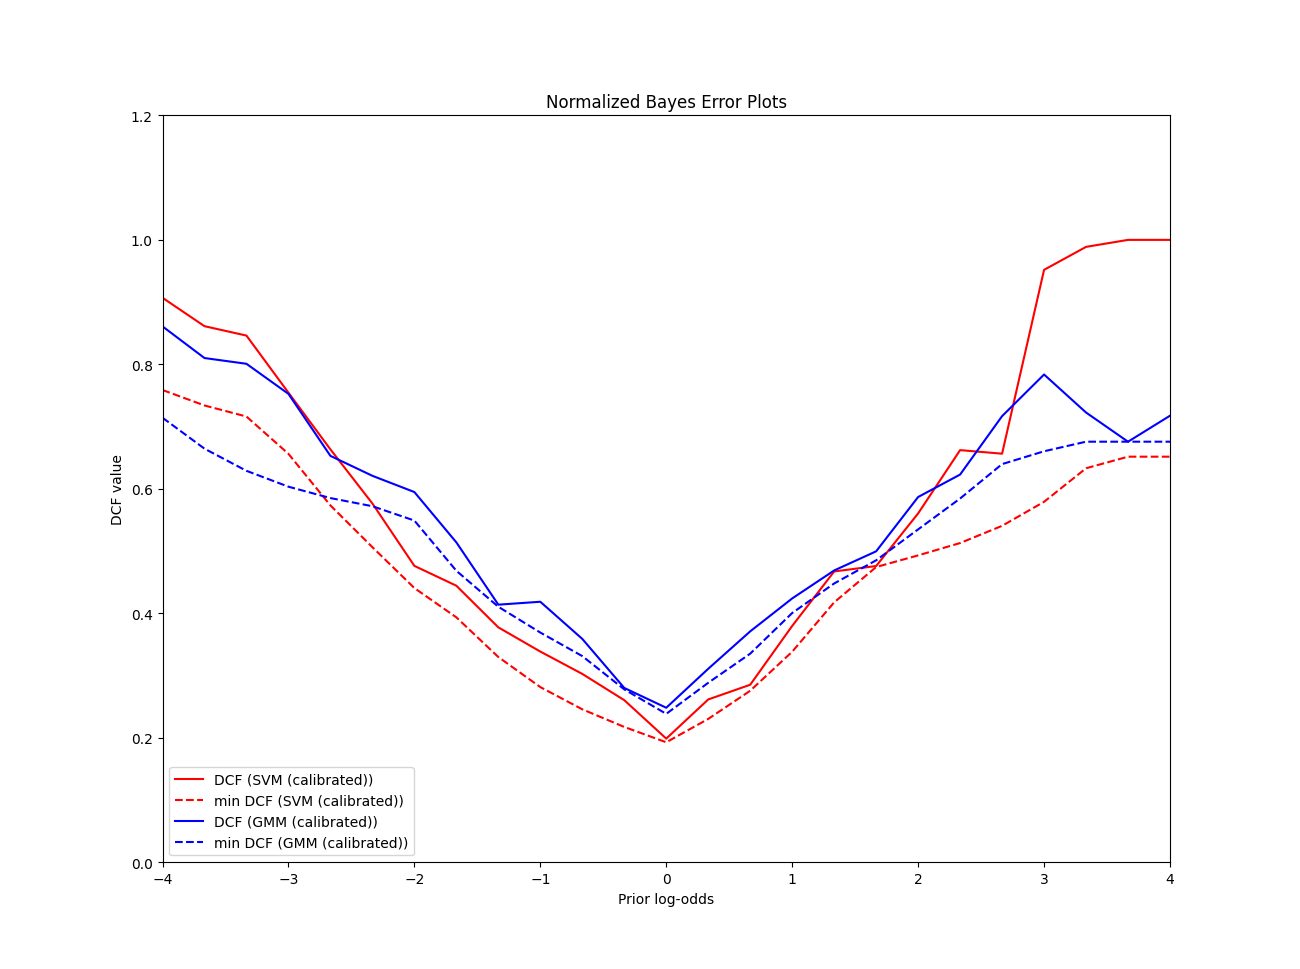 Normalized Bayes Error Plots
1.2
1.0
0.8
0.6
0.4
0.2
0.0
DCF value
DCF (SVM (calibrated))
min DCF (SVM (calibrated))
DCF (GMM (calibrated))
min DCF (GMM (calibrated))
−4 −3 −2 −1 0 1 2 3 4
Prior log-odds